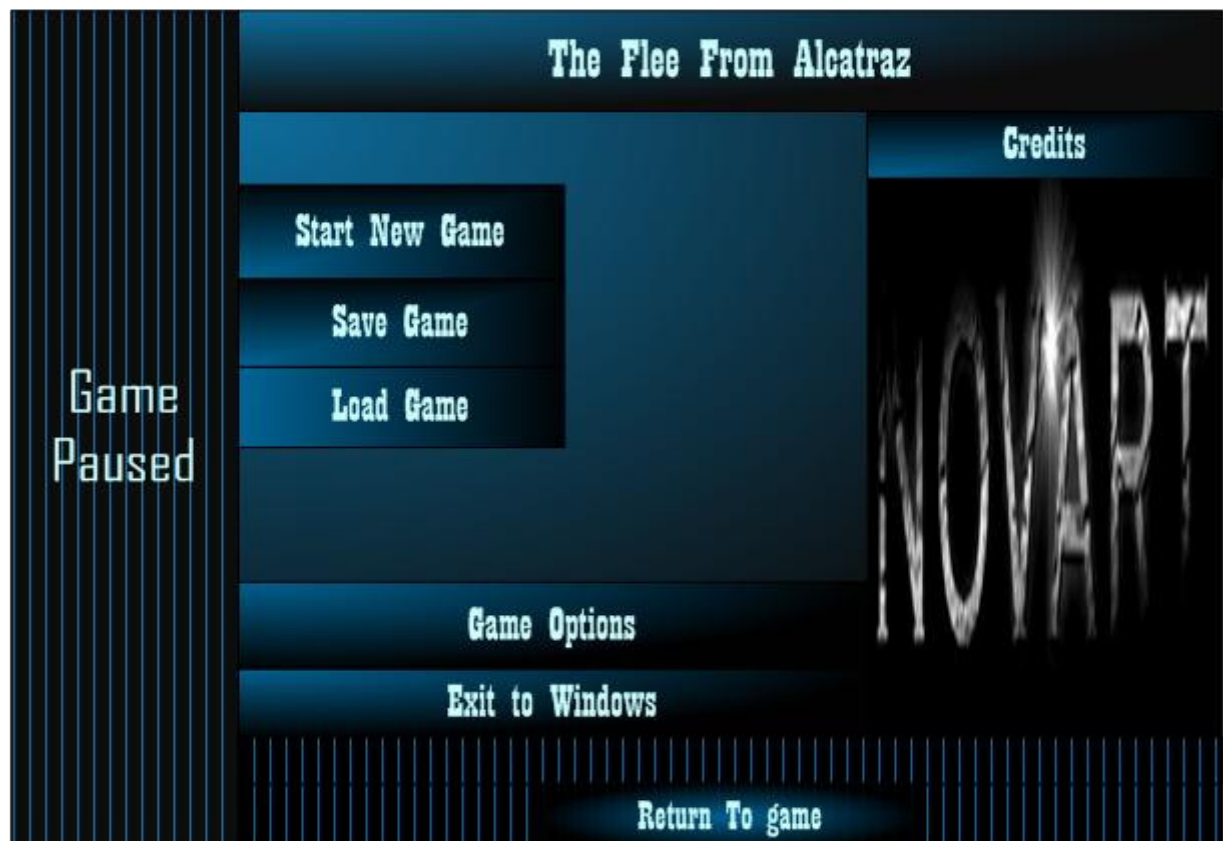 The Flee From Alcatraz
Credits
Start New Game
Save Game
Load Game
Game
Paused
NOVART
Game Options
Exit to Windows
Return To game